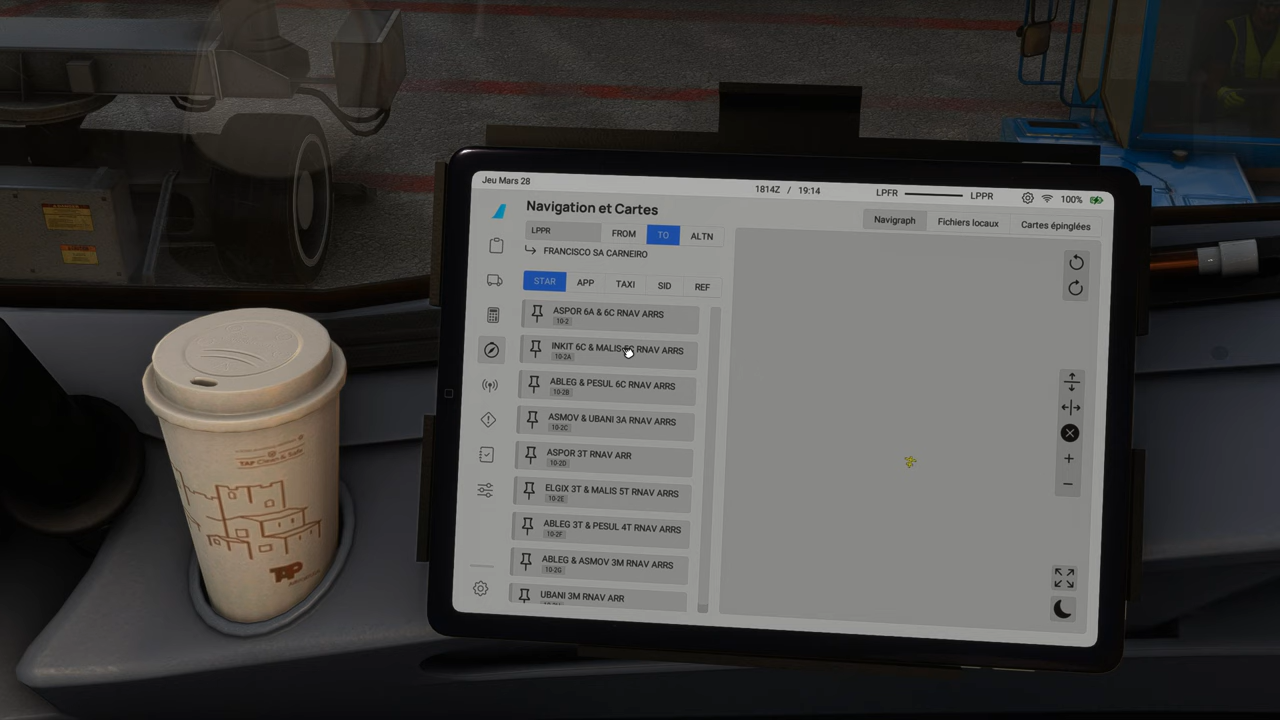 Jeu Mars 28
1814Z / 19:14
LPFR
LPPR
100%
Navigation et Cartes
Navigraph
Fichiers locaux
Cartes épinglées
LPPR
FROM
TO
ALTN
FRANCISCO SA CARNEIRO
STAR
APP
TAXI
SID
REF
ASPOR 6A & 6C RNAV ARRS
10-2
INKIT 6C & MALIS 6C RNAV ARRS
10-2A
ABLEG & PESUL 6C RNAV ARRS
10-2B
ASMOV & UBANI 3A RNAV ARRS
10-2C
ASPOR 3T RNAV ARR
10-2D
ELGIX 3T & MALIS 5T RNAV ARRS
10-2E
ABLEG 3T & PESUL 4T RNAV ARRS
10-2F
ABLEG & ASMOV 3M RNAV ARRS
10-2G
UBANI 3M RNAV ARR
TAP Clean & Safe
TAP